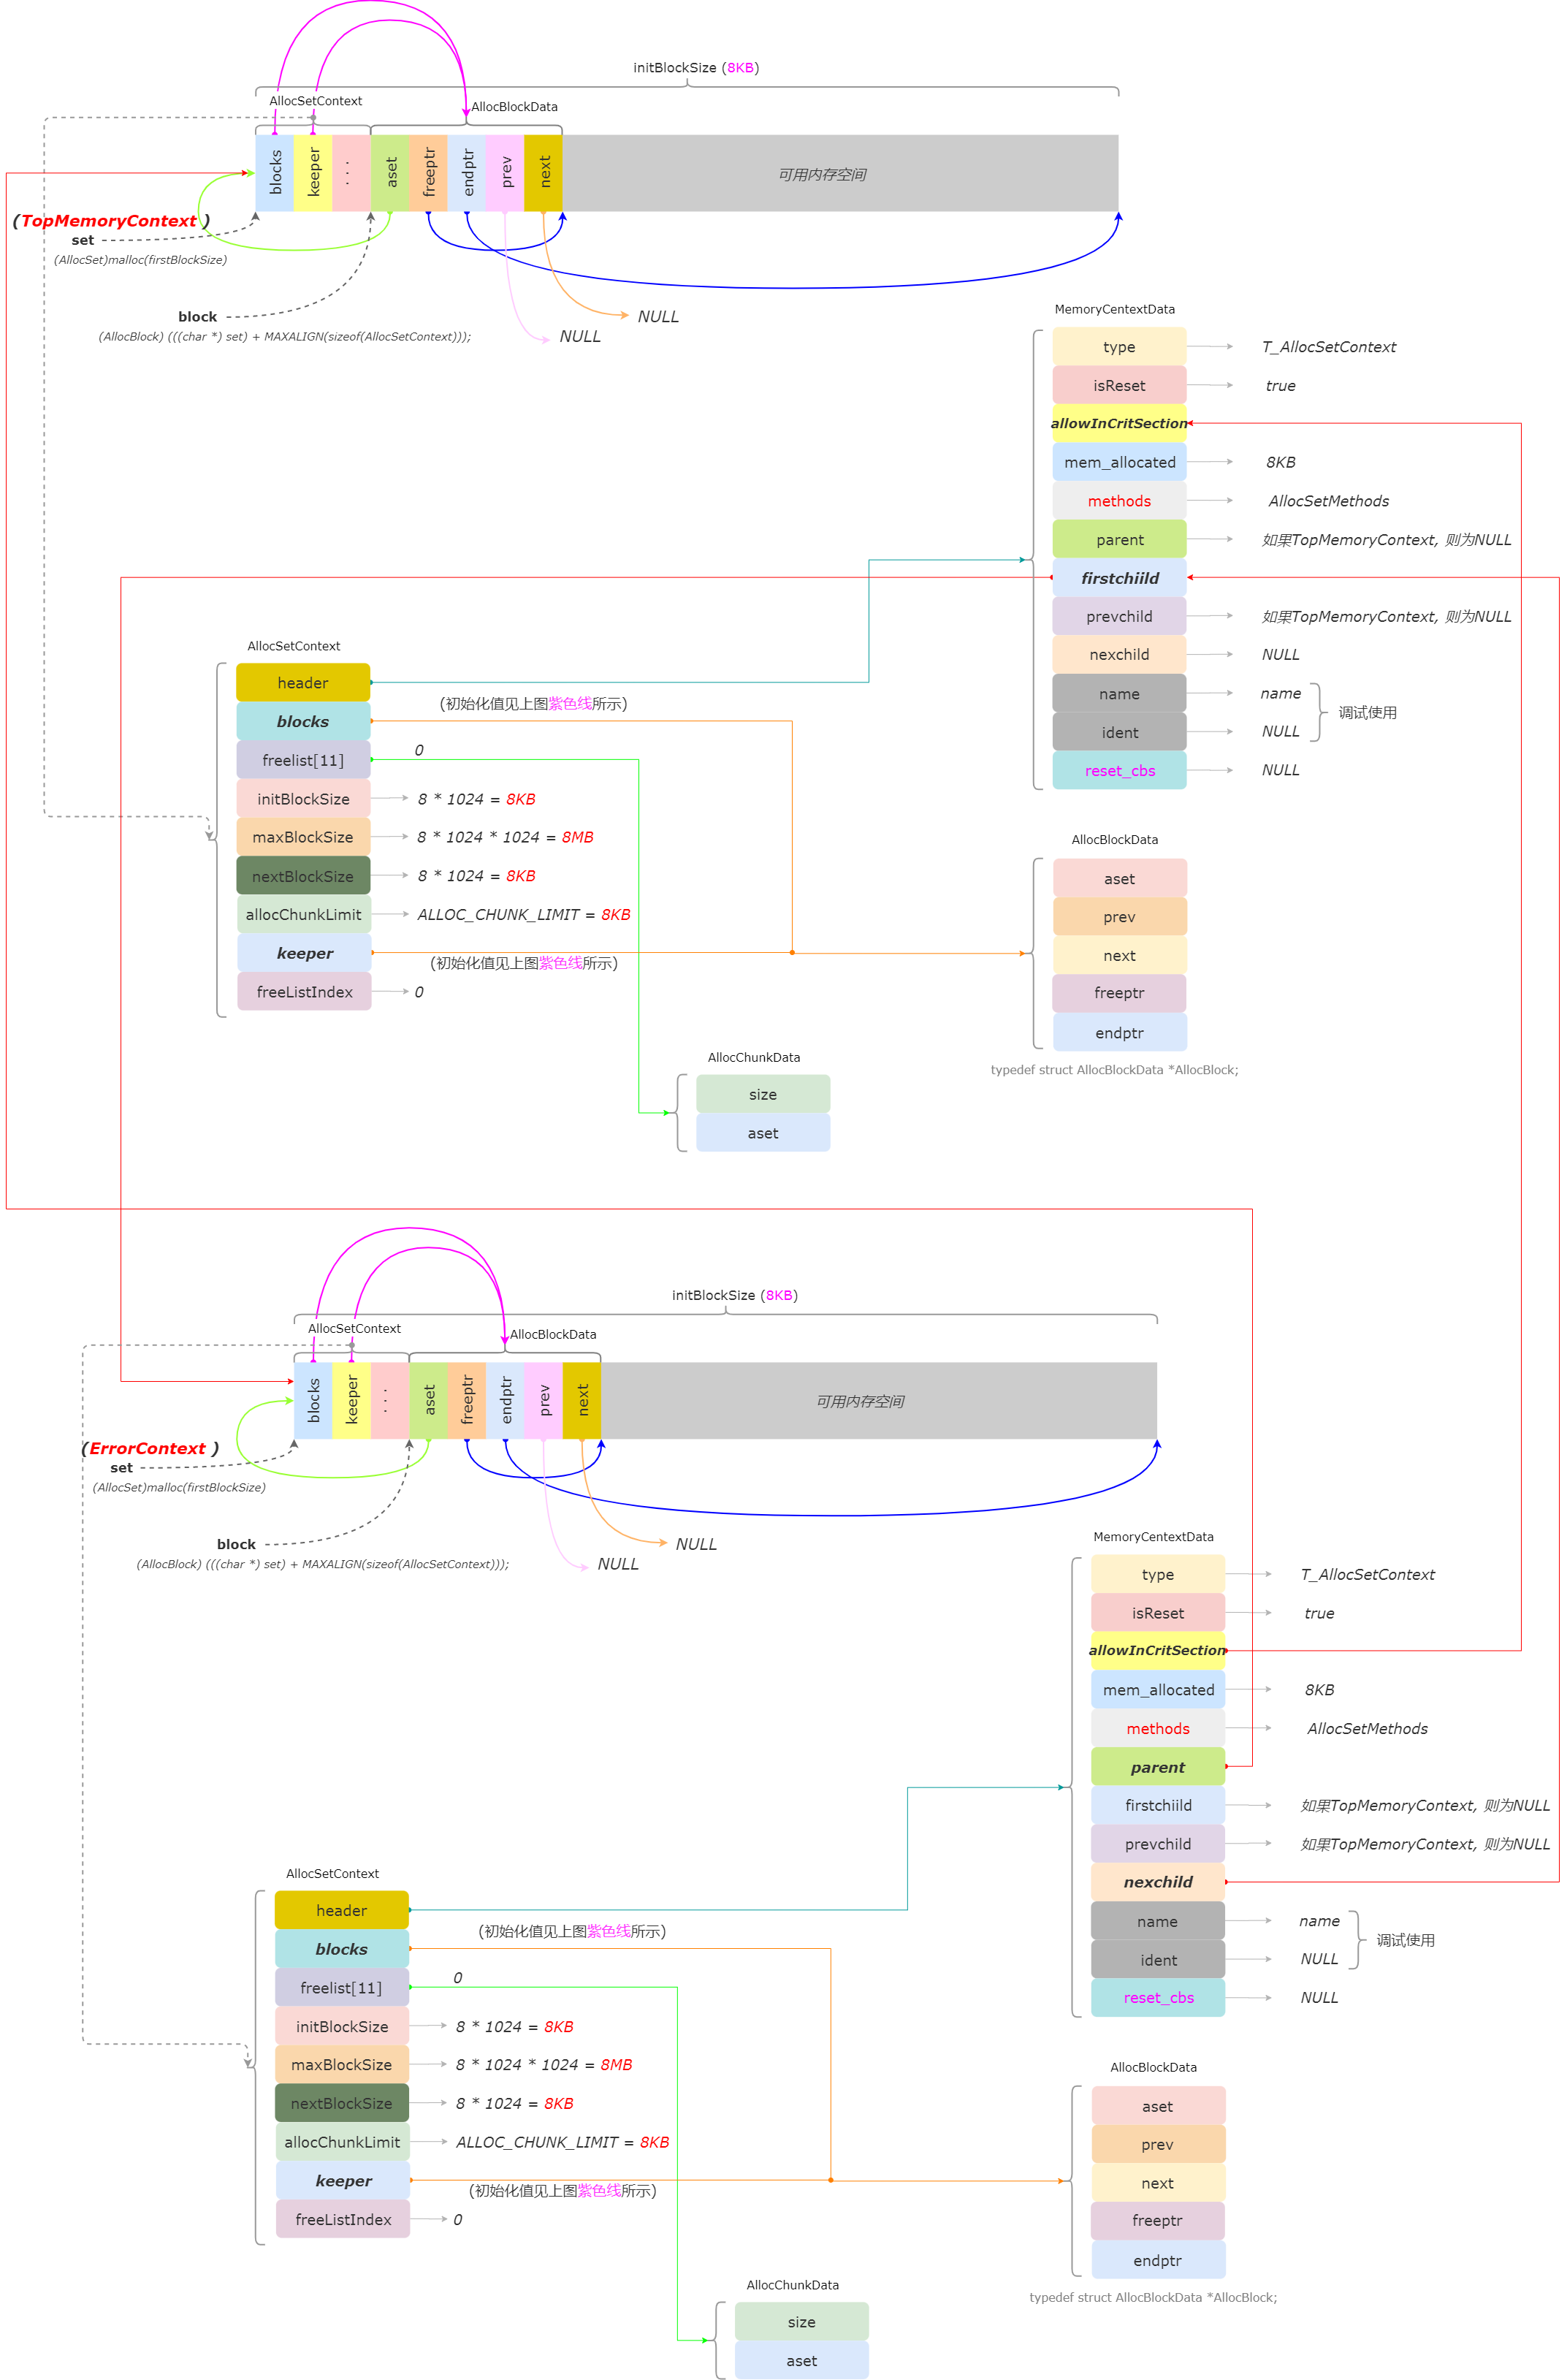 initBlockSize (8KB)
AllocSetContext
AllocBlockData
blocks
keeper
. . .
aset
freeptr
endptr
prev
next
可用内存空间
(TopMemoryContext )
set
(AllocSet)malloc(firstBlockSize)
block
(AllocBlock) (((char *) set) + MAXALIGN(sizeof(AllocSetContext)));
NULL
NULL
MemoryCentextData
type
T_AllocSetContext
isReset
true
allowInCritSection
mem_allocated
8KB
methods
AllocSetMethods
parent
如果TopMemoryContext, 则为NULL
firstchiild
prevchild
如果TopMemoryContext, 则为NULL
nexchild
NULL
name
name
调试使用
ident
NULL
reset_cbs
NULL
AllocSetContext
header
(初始化值见上图紫色线所示)
blocks
freelist[11]
0
initBlockSize
8 * 1024 = 8KB
maxBlockSize
8 * 1024 * 1024 = 8MB
nextBlockSize
8 * 1024 = 8KB
allocChunkLimit
ALLOC_CHUNK_LIMIT = 8KB
keeper
(初始化值见上图紫色线所示)
freeListIndex
0
AllocBlockData
aset
prev
next
freeptr
endptr
typedef struct AllocBlockData *AllocBlock;
AllocChunkData
size
aset
initBlockSize (8KB)
AllocSetContext
AllocBlockData
blocks
keeper
. . .
aset
freeptr
endptr
prev
next
可用内存空间
(ErrorContext )
set
(AllocSet)malloc(firstBlockSize)
block
(AllocBlock) (((char *) set) + MAXALIGN(sizeof(AllocSetContext)));
NULL
NULL
MemoryCentextData
type
T_AllocSetContext
isReset
true
allowInCritSection
mem_allocated
8KB
methods
AllocSetMethods
parent
firstchiild
如果TopMemoryContext, 则为NULL
prevchild
如果TopMemoryContext, 则为NULL
nexchild
name
name
调试使用
ident
NULL
reset_cbs
NULL
AllocSetContext
header
(初始化值见上图紫色线所示)
blocks
freelist[11]
0
initBlockSize
8 * 1024 = 8KB
maxBlockSize
8 * 1024 * 1024 = 8MB
nextBlockSize
8 * 1024 = 8KB
allocChunkLimit
ALLOC_CHUNK_LIMIT = 8KB
keeper
(初始化值见上图紫色线所示)
freeListIndex
0
AllocBlockData
aset
prev
next
freeptr
endptr
typedef struct AllocBlockData *AllocBlock;
AllocChunkData
size
aset